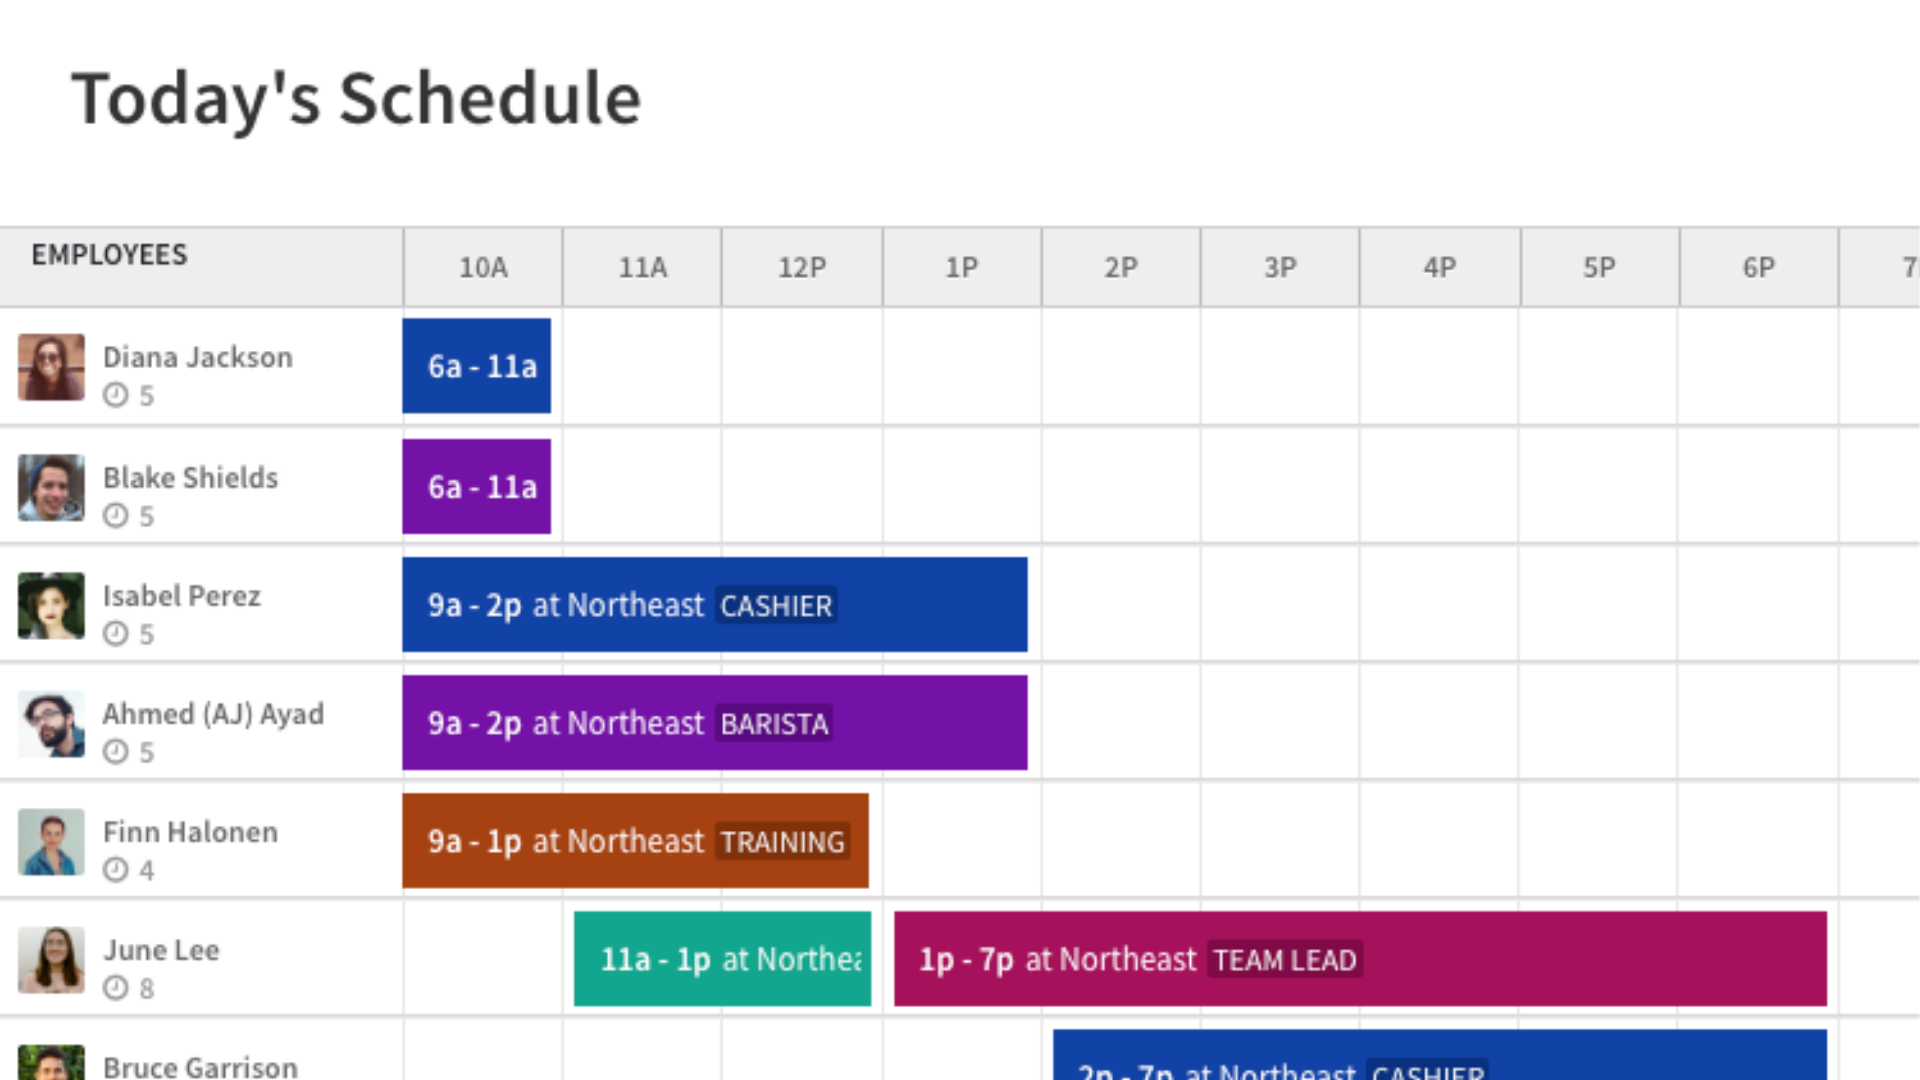 Today's Schedule
EMPLOYEES 10A 11A 12P 1P 2P 3P 4P 5P 6P
Diana Jackson
5
6a - 11a
Blake Shields
5
6a - 11a
Isabel Perez
5
9a - 2p at Northeast CASHIER
Ahmed (AJ) Ayad
5
9a - 2p at Northeast BARISTA
Finn Halonen
4
9a - 1p at Northeast TRAINING
June Lee
8
11a - 1p at Northea 1p - 7p at Northeast TEAM LEAD
Bruce Garrison
2p - 7p at Northeast CASHIER